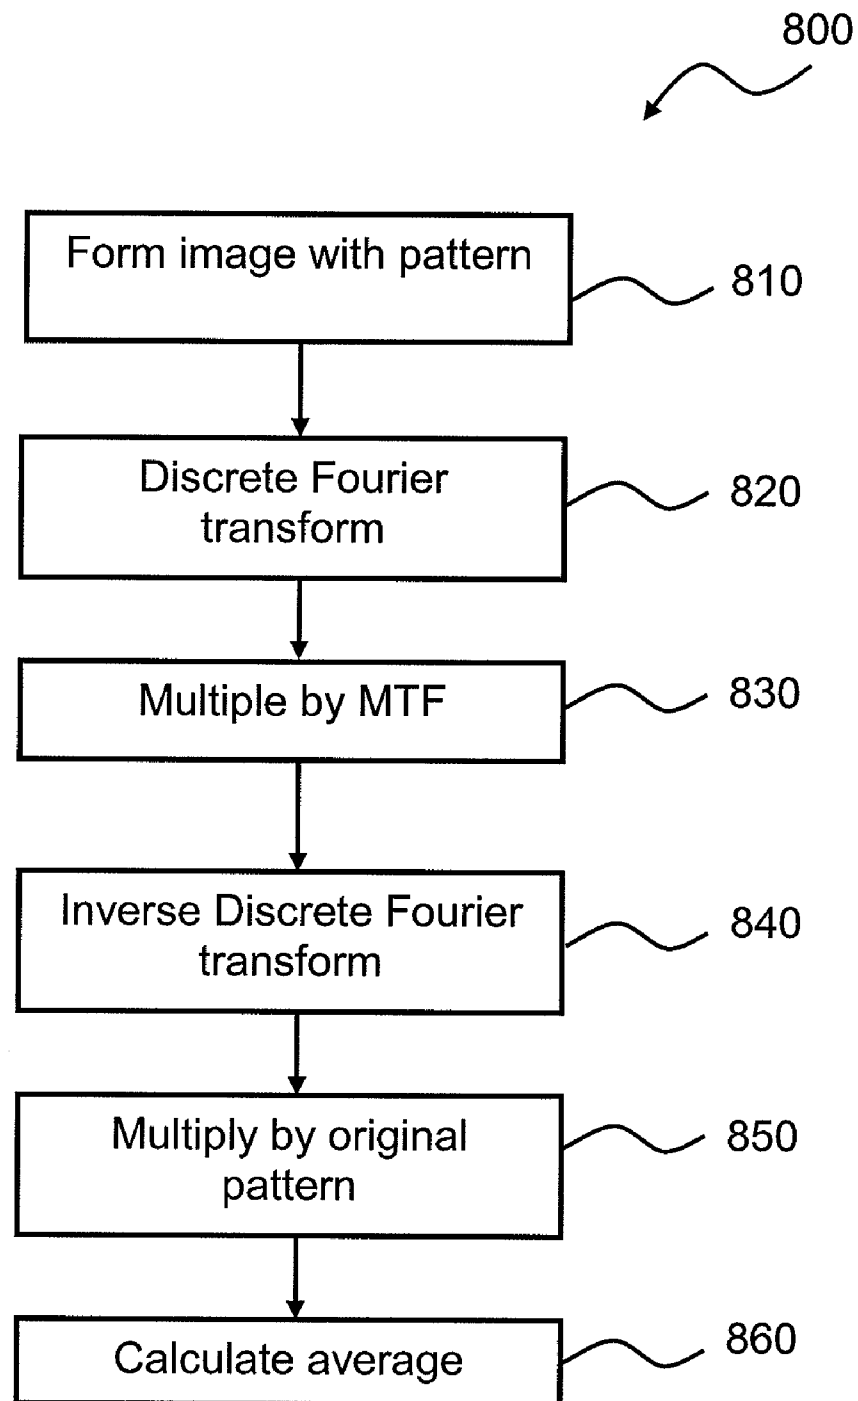 800
Form image with pattern
810
Discrete Fourier
transform
820
Multiple by MTF
830
Inverse Discrete Fourier
transform
840
Multiply by original
pattern
850
Calculate average
860